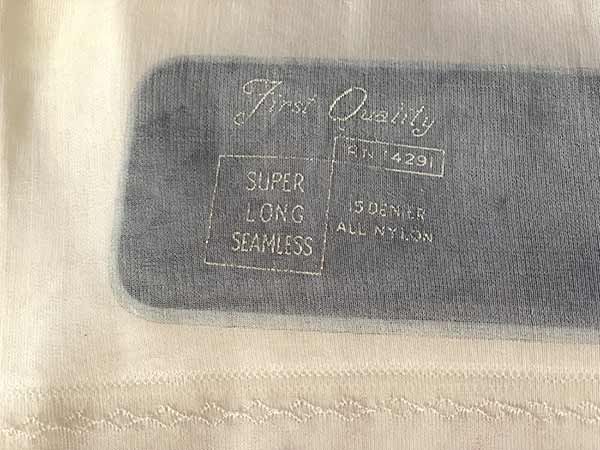 First Quality
RN 14291
SUPER
LONG
SEAMLESS
15 DENIER
ALL NYLON